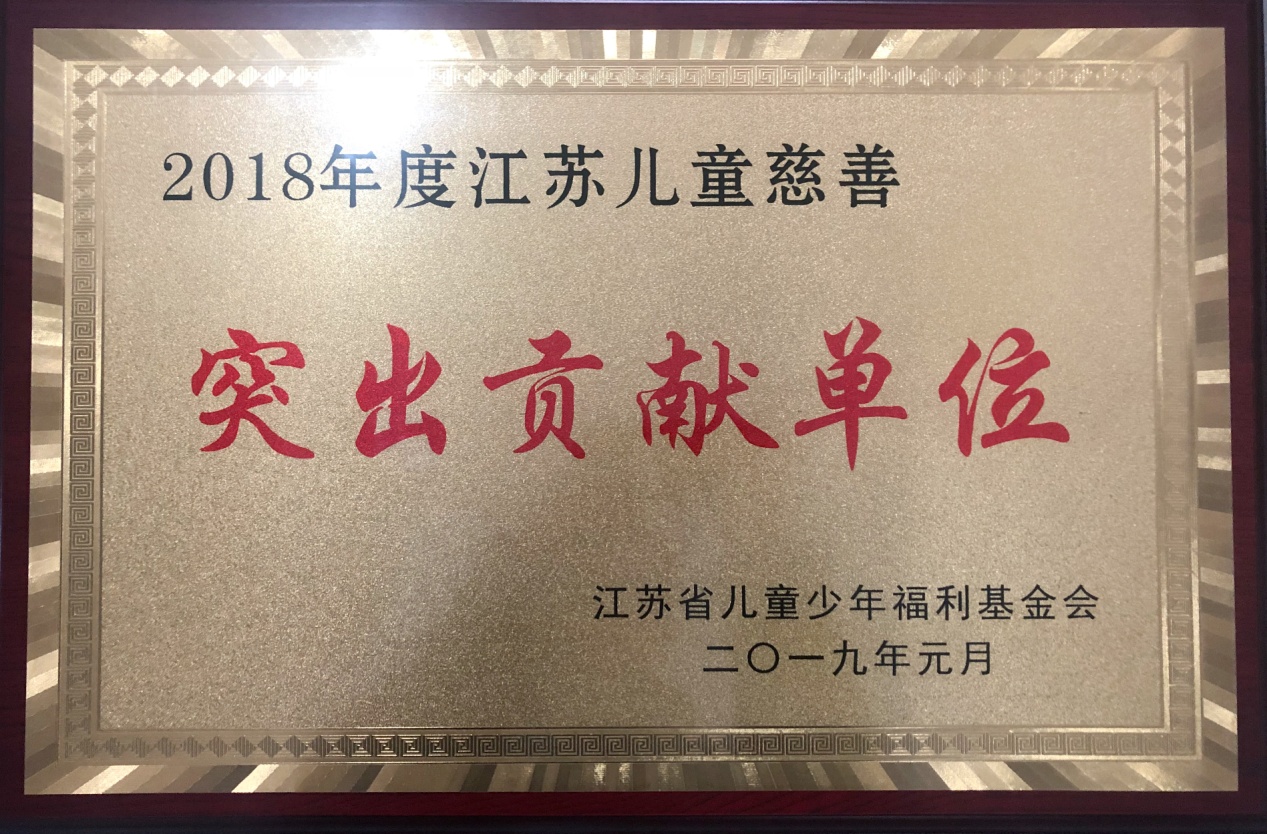 2018年度江苏儿童慈善
突出贡献单位
江苏省儿童少年福利基金会
二〇一九年元月